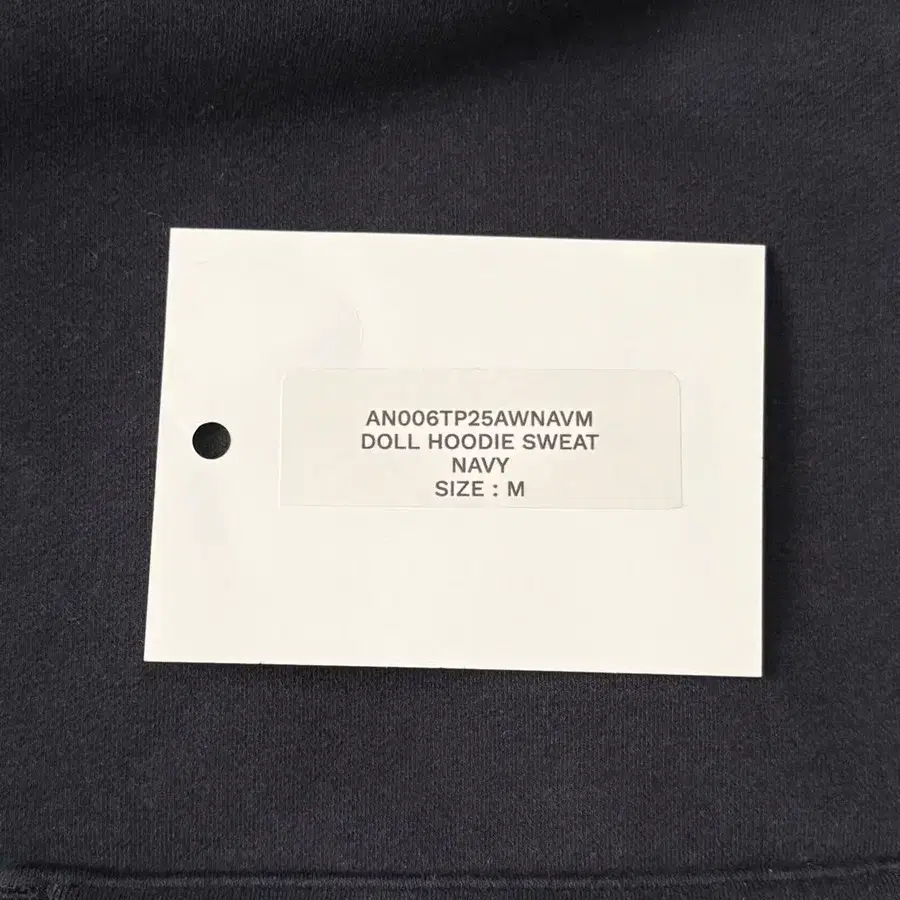 AN006TP25AWNAVM
DOLL HOODIE SWEAT
NAVY
SIZE : M